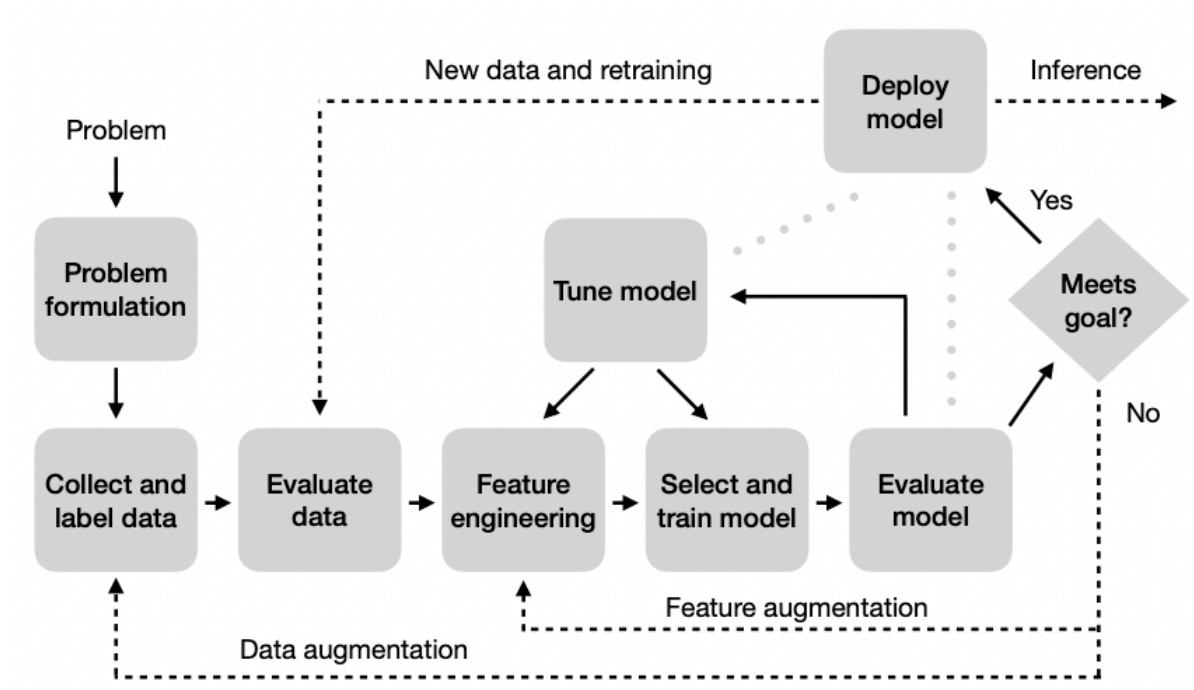 New data and retraining
Deploy
model
Inference
Problem
Yes
Problem
formulation
Tune model
Meets
goal?
No
Collect and
label data
Evaluate
data
Feature
engineering
Select and
train model
Evaluate
model
Feature augmentation
Data augmentation